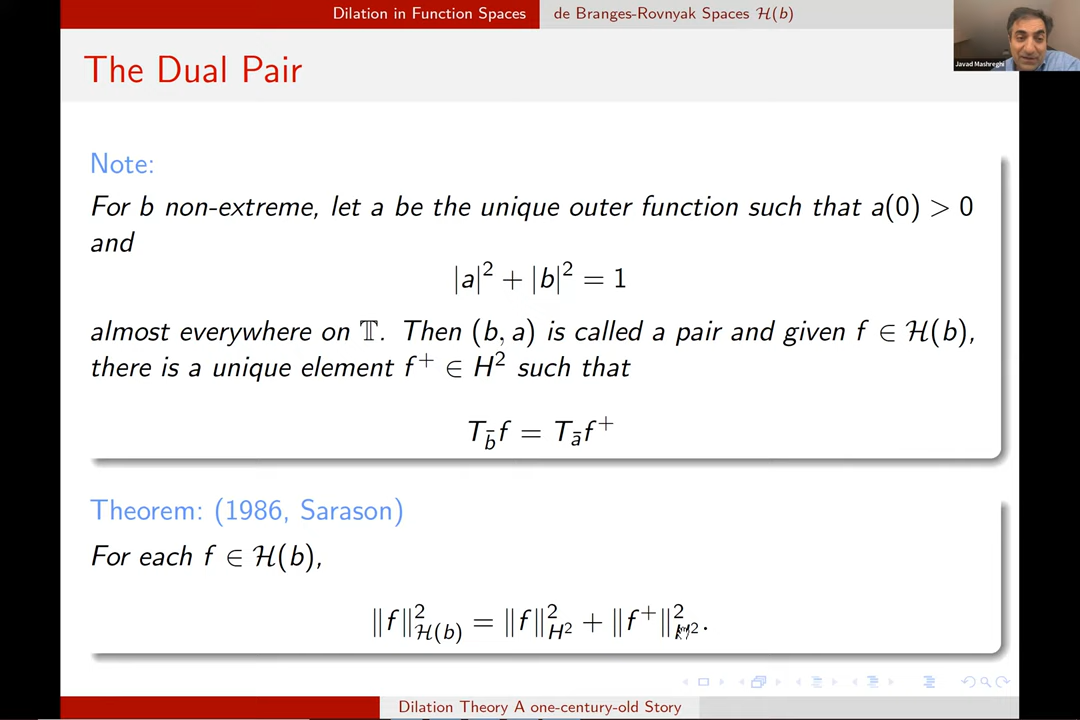 Dilation in Function Spaces de Branges-Rovnyak Spaces ℋ(b)
Javad Mashreghi
The Dual Pair
Note:
For b non-extreme, let a be the unique outer function such that a(0) > 0
and
|a|² + |b|² = 1
almost everywhere on 𝕋. Then (b, a) is called a pair and given f ∈ ℋ(b),
there is a unique element f⁺ ∈ H² such that
T_b̄ f = T_ā f⁺
Theorem: (1986, Sarason)
For each f ∈ ℋ(b),
‖f‖²_ℋ(b) = ‖f‖²_H² + ‖f⁺‖²_H².
Dilation Theory A one-century-old Story